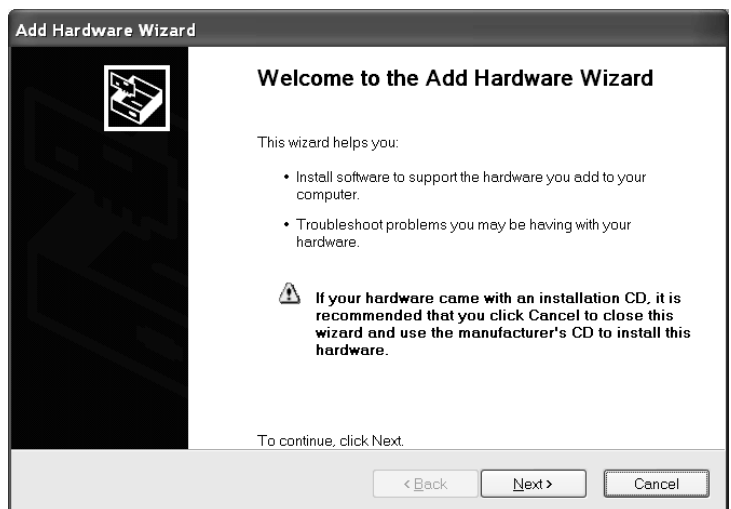 Add Hardware Wizard
Welcome to the Add Hardware Wizard
This wizard helps you:
• Install software to support the hardware you add to your
computer.
• Troubleshoot problems you may be having with your
hardware.
If your hardware came with an installation CD, it is
recommended that you click Cancel to close this
wizard and use the manufacturer's CD to install this
hardware.
To continue, click Next.
< Back Next > Cancel